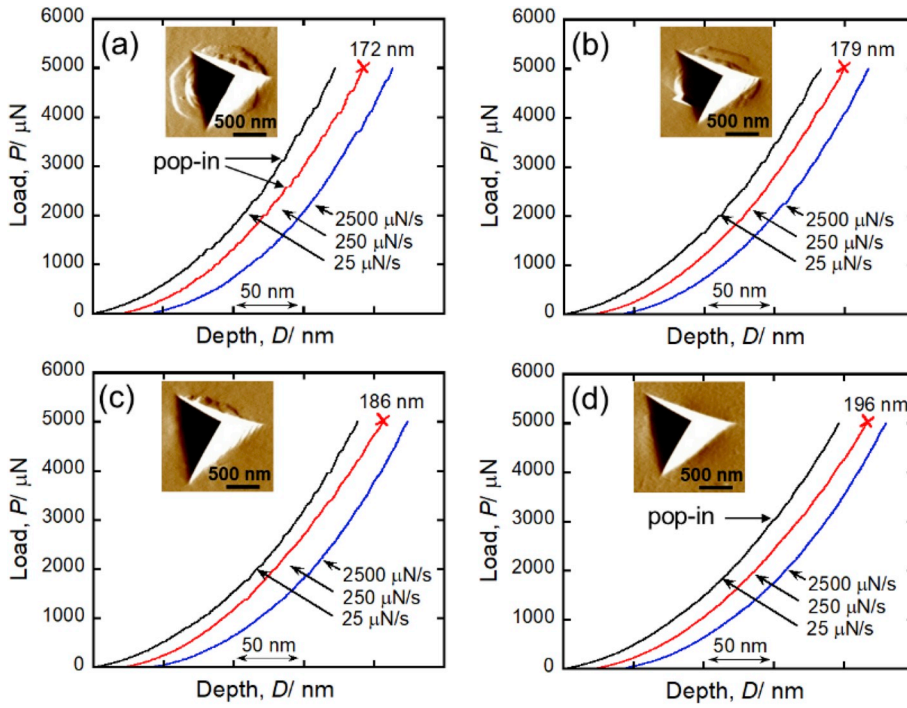 (a)
172 nm
500 nm
pop-in
2500 μN/s
250 μN/s
25 μN/s
50 nm
6000
5000
4000
3000
2000
1000
0
Load, P/ μN
Depth, D/ nm
(b)
179 nm
500 nm
2500 μN/s
250 μN/s
25 μN/s
50 nm
6000
5000
4000
3000
2000
1000
0
Load, P/ μN
Depth, D/ nm
(c)
186 nm
500 nm
2500 μN/s
250 μN/s
25 μN/s
50 nm
6000
5000
4000
3000
2000
1000
0
Load, P/ μN
Depth, D/ nm
(d)
196 nm
500 nm
pop-in
2500 μN/s
250 μN/s
25 μN/s
50 nm
6000
5000
4000
3000
2000
1000
0
Load, P/ μN
Depth, D/ nm